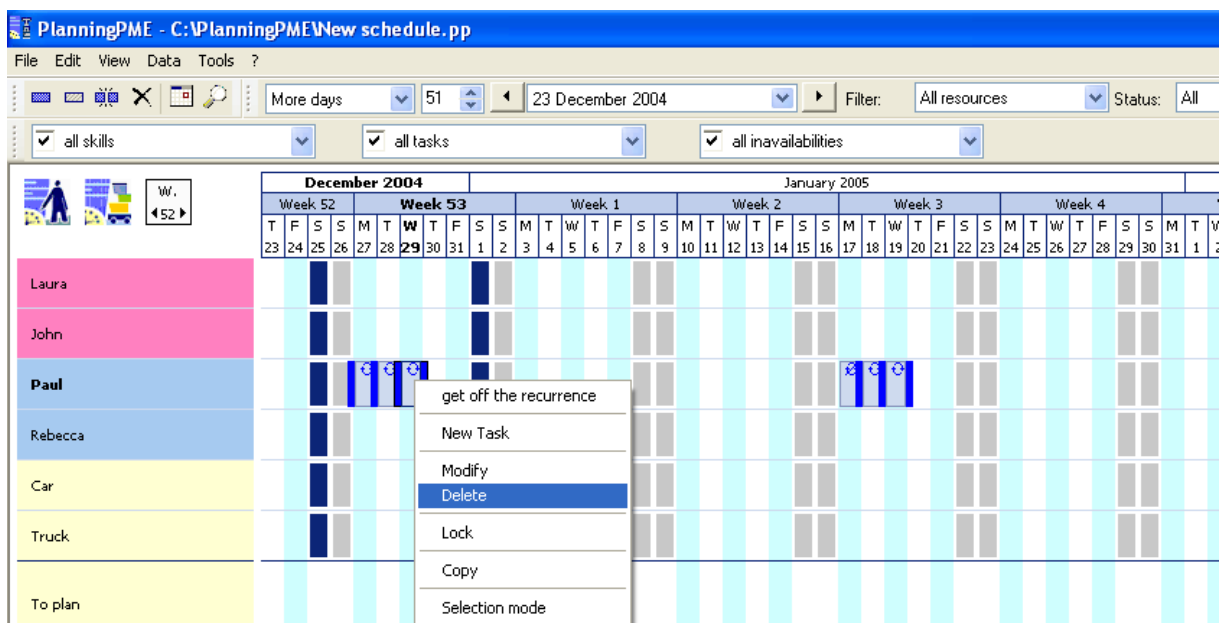 PlanningPME - C:\PlanningPME\New schedule.pp
File Edit View Data Tools ?
More days 51 23 December 2004 Filter: All resources Status: All
all skills all tasks all inavailabilities
W.
52
December 2004 January 2005
Week 52 Week 53 Week 1 Week 2 Week 3 Week 4
T F S S M T W T F S S M T W T F S S M T W T F S S M T W T F S S M T W T F S S M T
23 24 25 26 27 28 29 30 31 1 2 3 4 5 6 7 8 9 10 11 12 13 14 15 16 17 18 19 20 21 22 23 24 25 26 27 28 29 30 31 1
Laura
John
Paul
Rebecca
Car
Truck
To plan
get off the recurrence
New Task
Modify
Delete
Lock
Copy
Selection mode